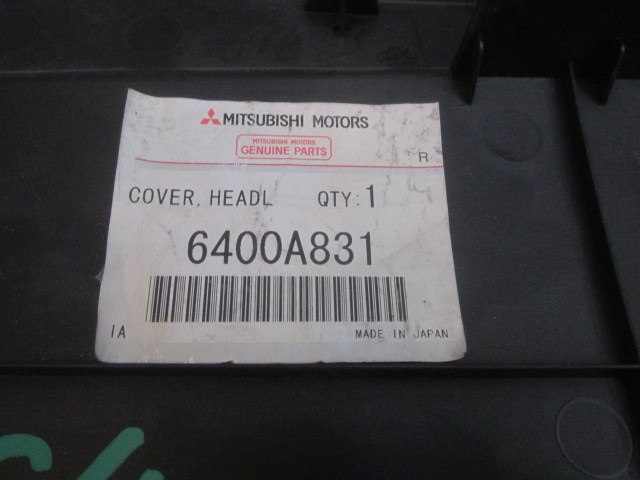 MITSUBISHI MOTORS
MITSUBISHI MOTORS
GENUINE PARTS
R
COVER, HEADL QTY: 1
6400A831
IA MADE IN JAPAN